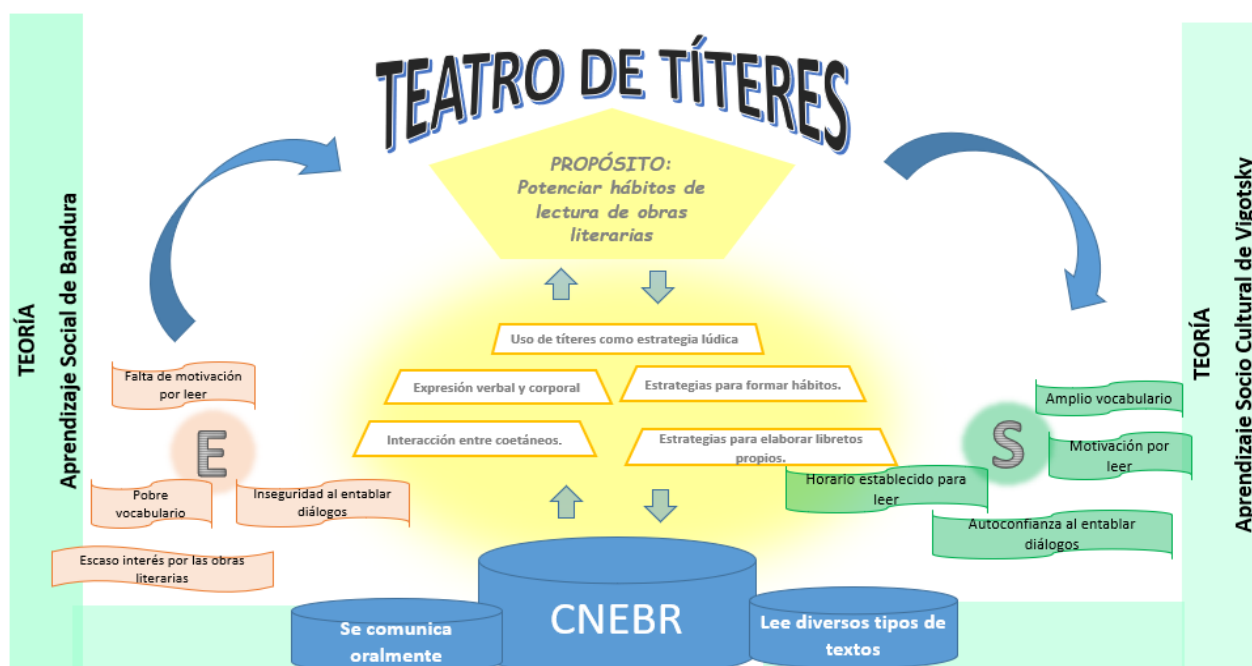 TEATRO DE TÍTERES
PROPÓSITO:
Potenciar hábitos de
lectura de obras
literarias
TEORÍA
Aprendizaje Social de Bandura
Falta de motivación
por leer
E
Pobre
vocabulario
Inseguridad al entablar
diálogos
Escaso interés por las obras
literarias
Uso de títeres como estrategia lúdica
Expresión verbal y corporal
Estrategias para formar hábitos.
Interacción entre coetáneos.
Estrategias para elaborar libretos
propios.
S
Amplio vocabulario
Motivación por
leer
Horario establecido para
leer
Autoconfianza al entablar
diálogos
TEORÍA
Aprendizaje Socio Cultural de Vigotsky
CNEBR
Se comunica
oralmente
Lee diversos tipos de
textos